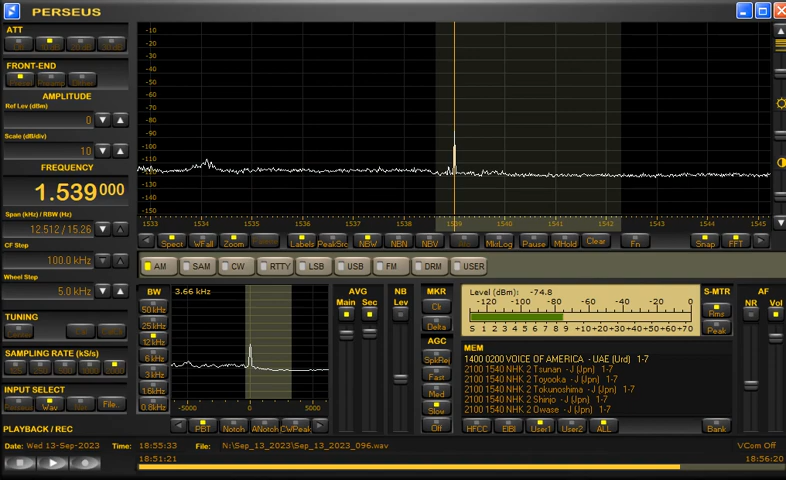 PERSEUS
ATT
FRONT-END
AMPLITUDE
Ref Lev (dBm)
0
Scale (dB/div)
10
FREQUENCY
1.539000
Span (kHz) / RBW (Hz)
12.512 / 15.26
CF Step
100.0 kHz
Wheel Step
5.0 kHz
TUNING
SAMPLING RATE (kS/s)
INPUT SELECT
Wav
File..
PLAYBACK / REC
-10
-20
-30
-40
-50
-60
-70
-80
-90
-100
-110
-120
-130
-140
-150
1533 1534 1535 1536 1537 1538 1539 1540 1541 1542 1543 1544 1545
Spect WFall Zoom Labels PeakSrc NBW NBN NBV MkrLog Pause MHold Clear Fn Snap FFT
AM SAM CW RTTY LSB USB FM DRM USER
BW
50 kHz
25 kHz
12 kHz
6 kHz
3 kHz
1.6kHz
0.8kHz
3.66 kHz
-5000 0 5000
PBT Notch ANotch CWPeak
AVG
Main Sec
NB
Lev
MKR
Clr
Delta
AGC
SpkRej
Fast
Med
Slow
Off
Level (dBm): -74.8
-120 -100 -80 -60 -40 -20 0
S 1 2 3 4 5 6 7 8 9 +10+20+30+40+50+60+70
S-MTR
Rms
Peak
AF
NR Vol
MEM
1400 0200 VOICE OF AMERICA - UAE (Urd) 1-7
2100 1540 NHK 2 Tsunan - J (Jpn) 1-7
2100 1540 NHK 2 Toyooka - J (Jpn) 1-7
2100 1540 NHK 2 Tokunoshima - J (Jpn) 1-7
2100 1540 NHK 2 Shinjo - J (Jpn) 1-7
2100 1540 NHK 2 Owase - J (Jpn) 1-7
HFCC EIBI User1 User2 ALL Bank
Date: Wed 13-Sep-2023 Time: 18:55:33 File: N:\Sep_13_2023\Sep_13_2023_096.wav VCom Off
18:51:21 18:56:20